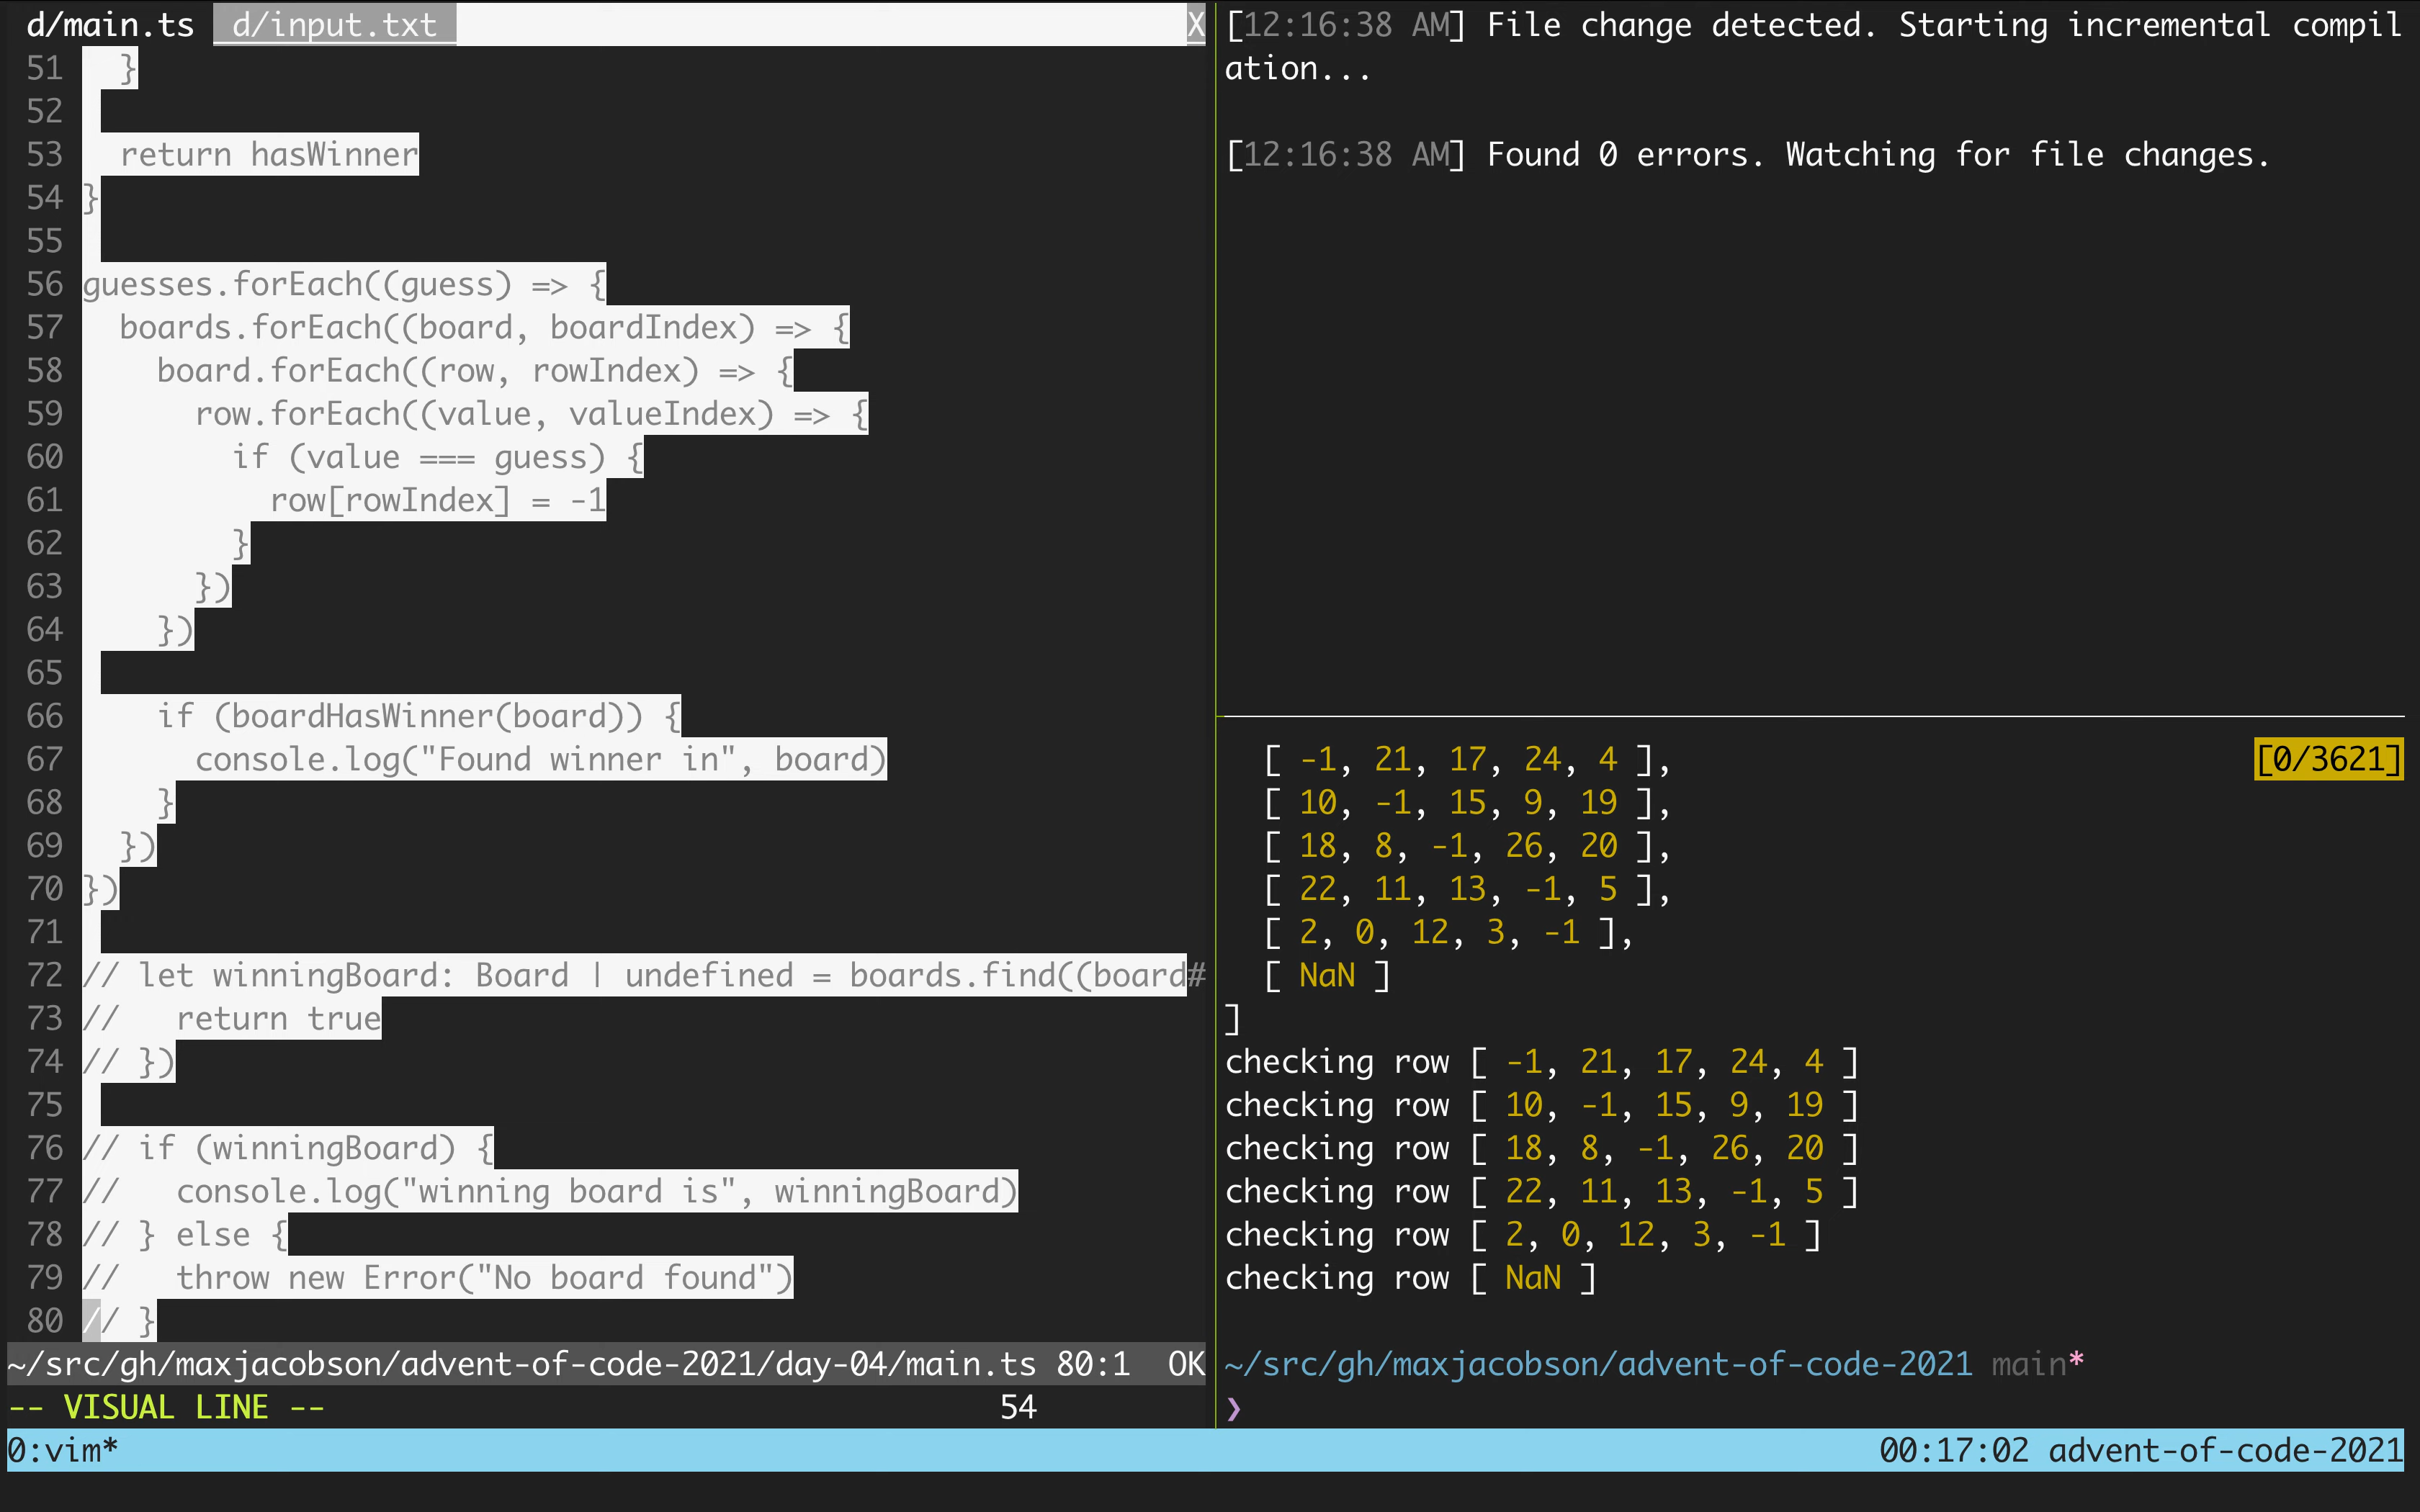 d/main.ts  d/input.txt  X
51   }
52
53   return hasWinner
54 }
55
56 guesses.forEach((guess) => {
57   boards.forEach((board, boardIndex) => {
58     board.forEach((row, rowIndex) => {
59       row.forEach((value, valueIndex) => {
60         if (value === guess) {
61           row[rowIndex] = -1
62         }
63       })
64     })
65
66     if (boardHasWinner(board)) {
67       console.log("Found winner in", board)
68     }
69   })
70 })
71
72 // let winningBoard: Board | undefined = boards.find((board#
73 //   return true
74 // })
75
76 // if (winningBoard) {
77 //   console.log("winning board is", winningBoard)
78 // } else {
79 //   throw new Error("No board found")
80 // }
~/src/gh/maxjacobson/advent-of-code-2021/day-04/main.ts 80:1  OK
-- VISUAL LINE --  54
[12:16:38 AM] File change detected. Starting incremental compil
ation...
[12:16:38 AM] Found 0 errors. Watching for file changes.
  [ -1, 21, 17, 24, 4 ],  [0/3621]
  [ 10, -1, 15, 9, 19 ],
  [ 18, 8, -1, 26, 20 ],
  [ 22, 11, 13, -1, 5 ],
  [ 2, 0, 12, 3, -1 ],
  [ NaN ]
]
checking row [ -1, 21, 17, 24, 4 ]
checking row [ 10, -1, 15, 9, 19 ]
checking row [ 18, 8, -1, 26, 20 ]
checking row [ 22, 11, 13, -1, 5 ]
checking row [ 2, 0, 12, 3, -1 ]
checking row [ NaN ]
~/src/gh/maxjacobson/advent-of-code-2021 main*
❯
0:vim*  00:17:02 advent-of-code-2021